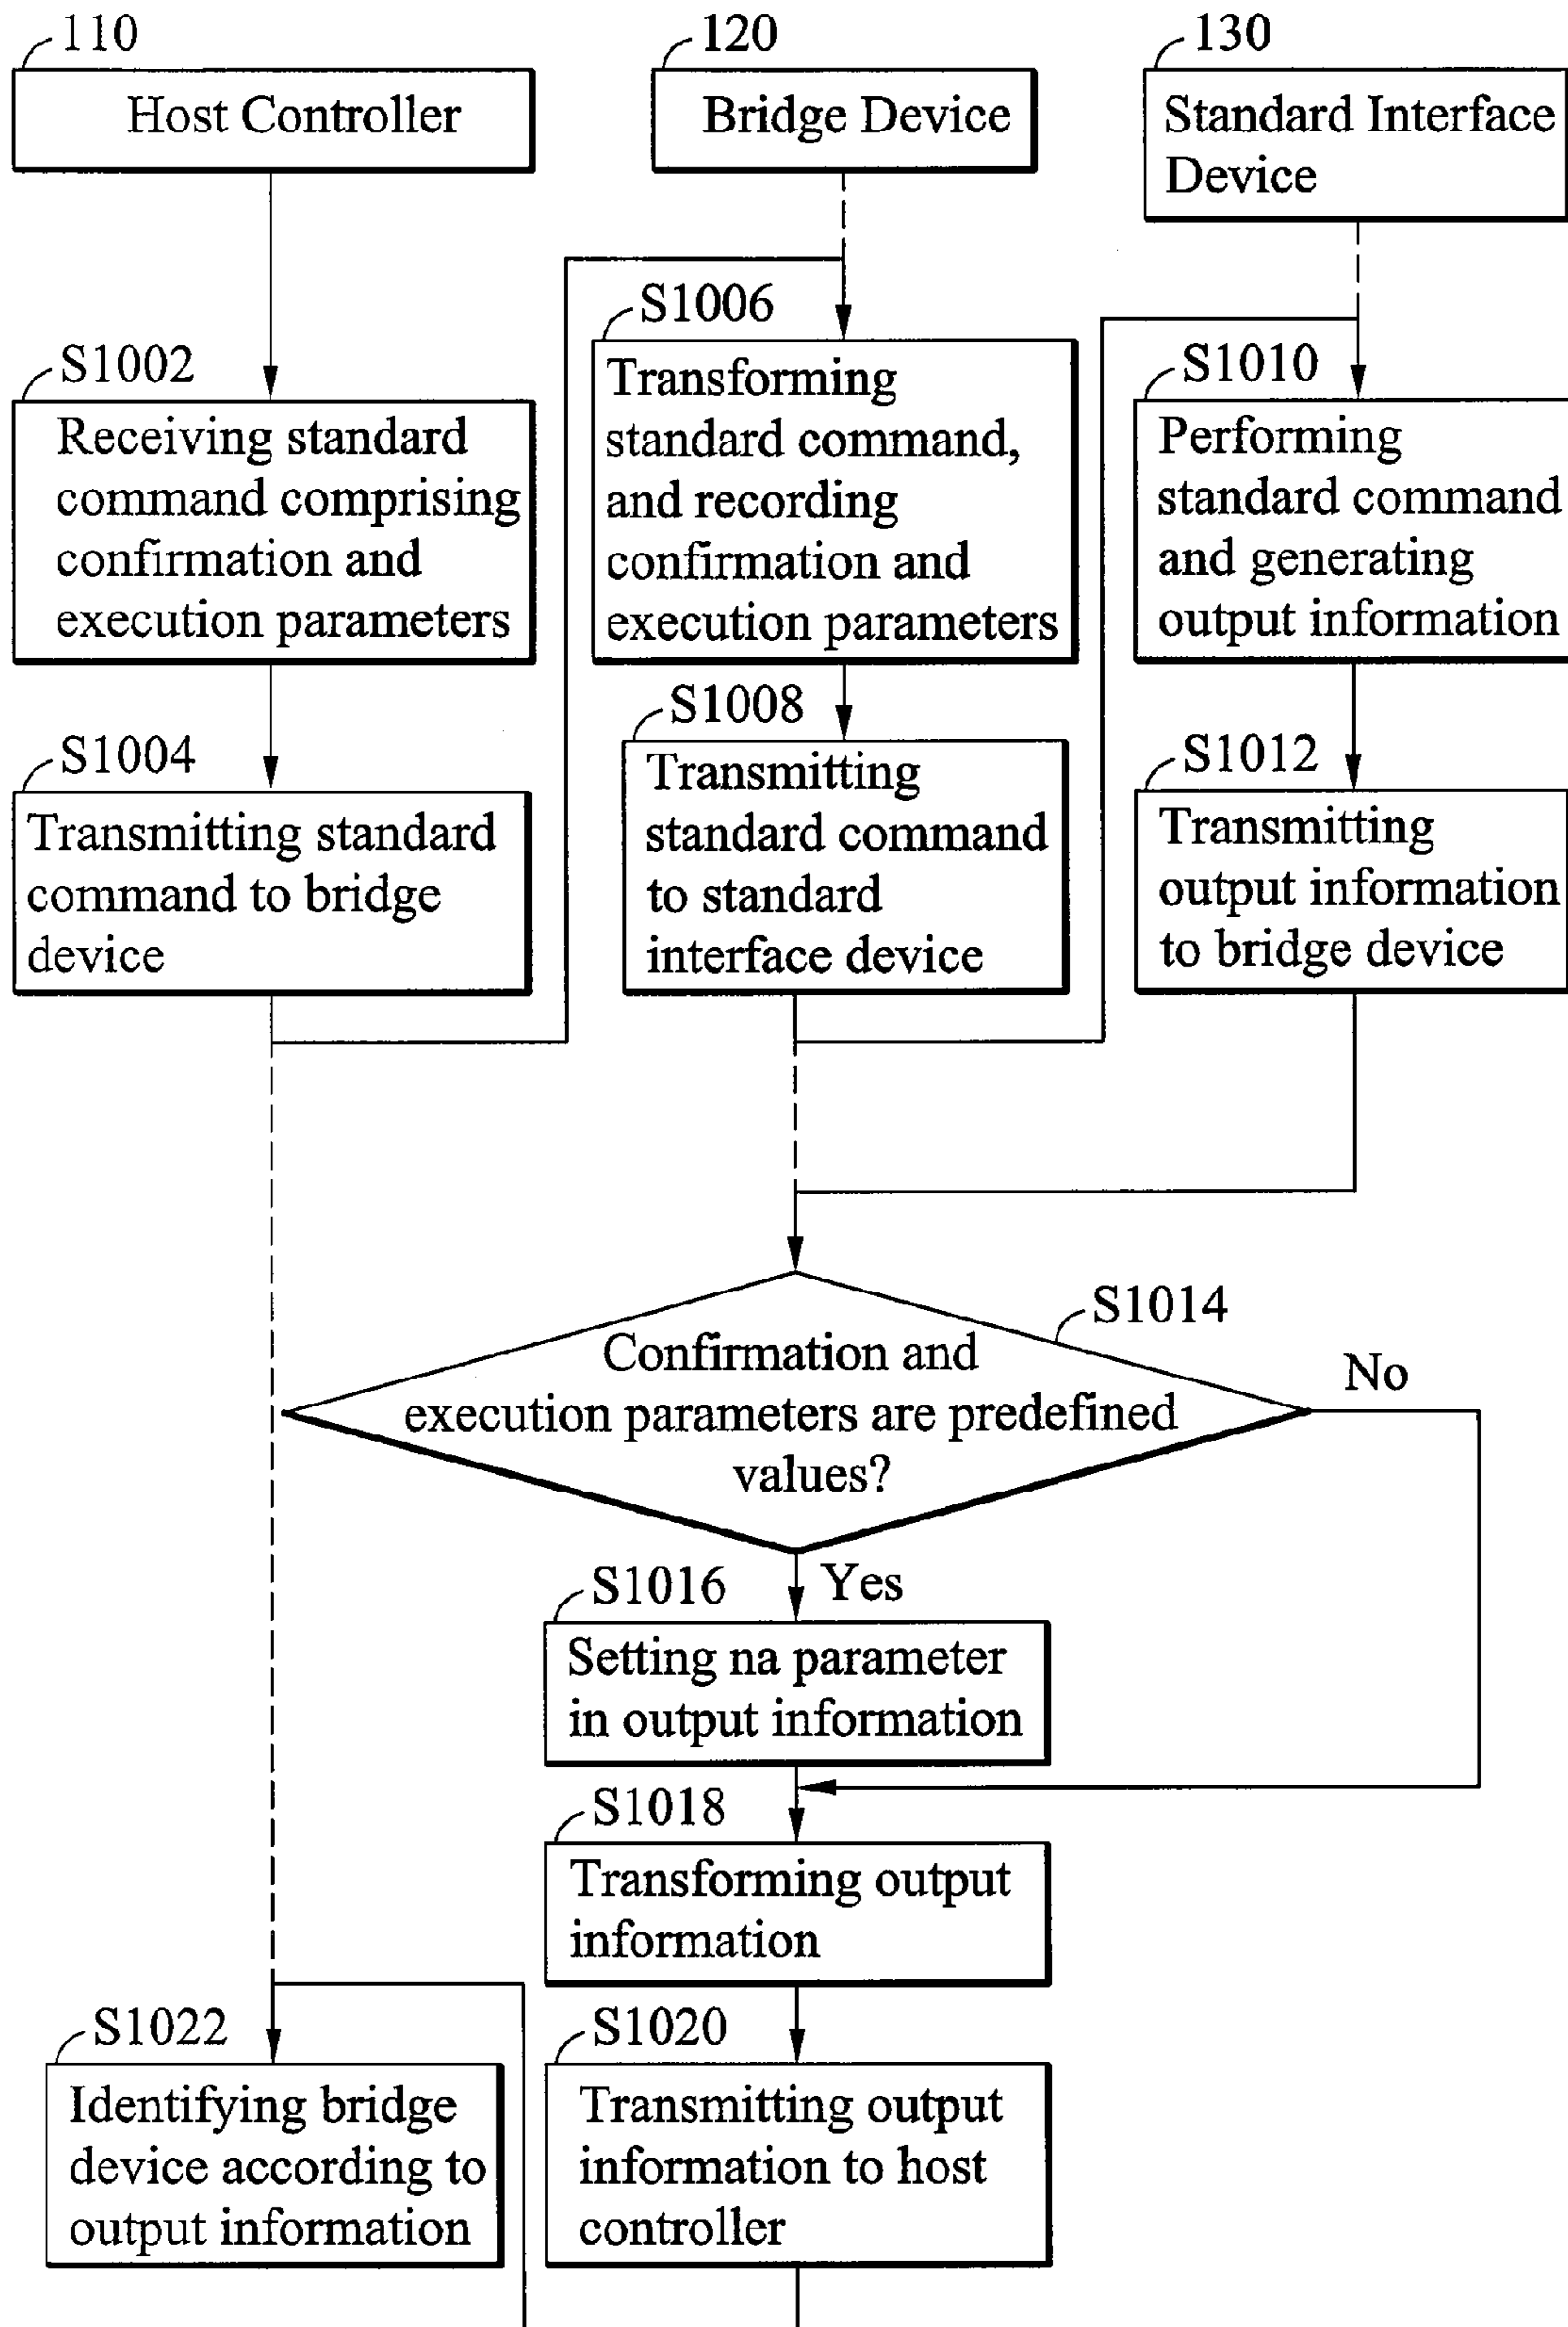 110
Host Controller
120
Bridge Device
130
Standard Interface
Device
S1002
Receiving standard
command comprising
confirmation and
execution parameters
S1004
Transmitting standard
command to bridge
device
S1006
Transforming
standard command,
and recording
confirmation and
execution parameters
S1008
Transmitting
standard command
to standard
interface device
S1010
Performing
standard command
and generating
output information
S1012
Transmitting
output information
to bridge device
S1014
Confirmation and
execution parameters are predefined
values?
No
Yes
S1016
Setting na parameter
in output information
S1018
Transforming output
information
S1020
Transmitting output
information to host
controller
S1022
Identifying bridge
device according to
output information